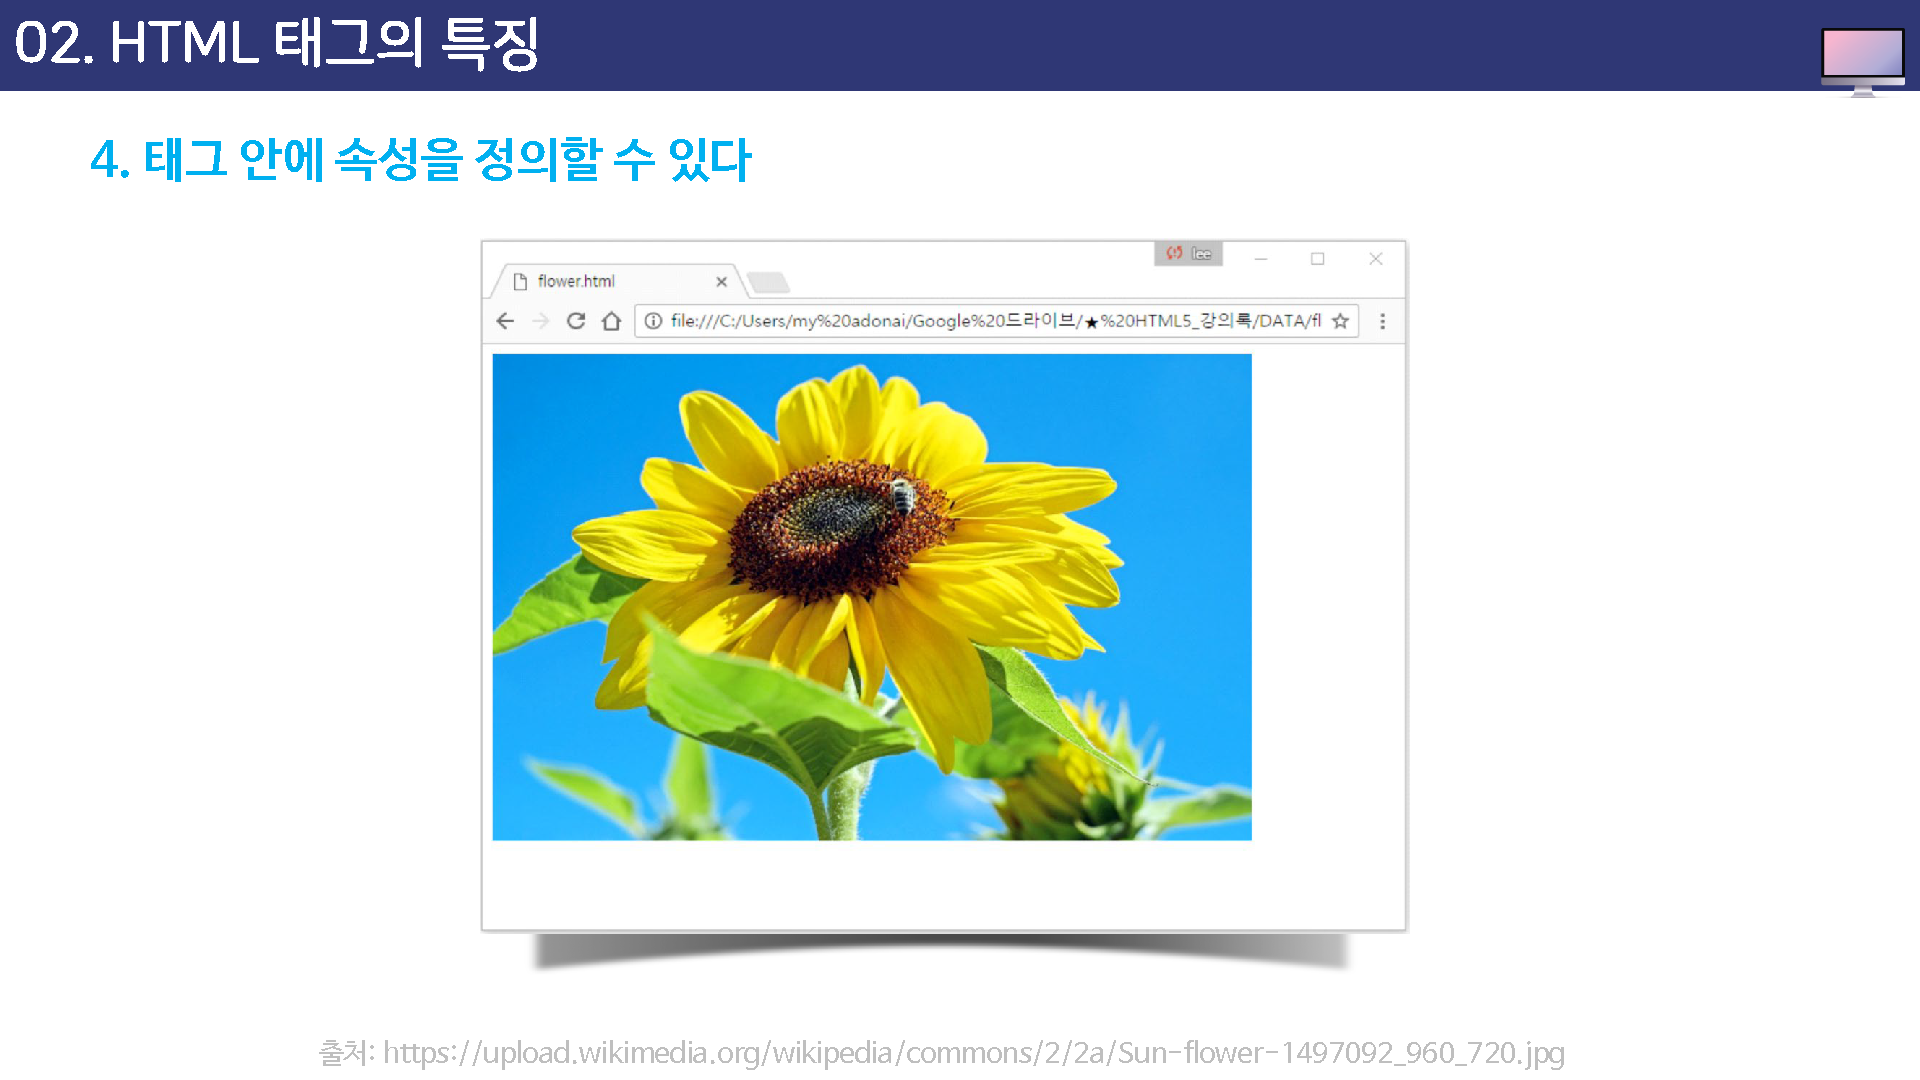 02. HTML 태그의 특징
4. 태그 안에 속성을 정의할 수 있다
lee
flower.html
file:///C:/Users/my%20adonai/Google%20드라이브/★%20HTML5_강의록/DATA/fl
출처: https://upload.wikimedia.org/wikipedia/commons/2/2a/Sun-flower-1497092_960_720.jpg